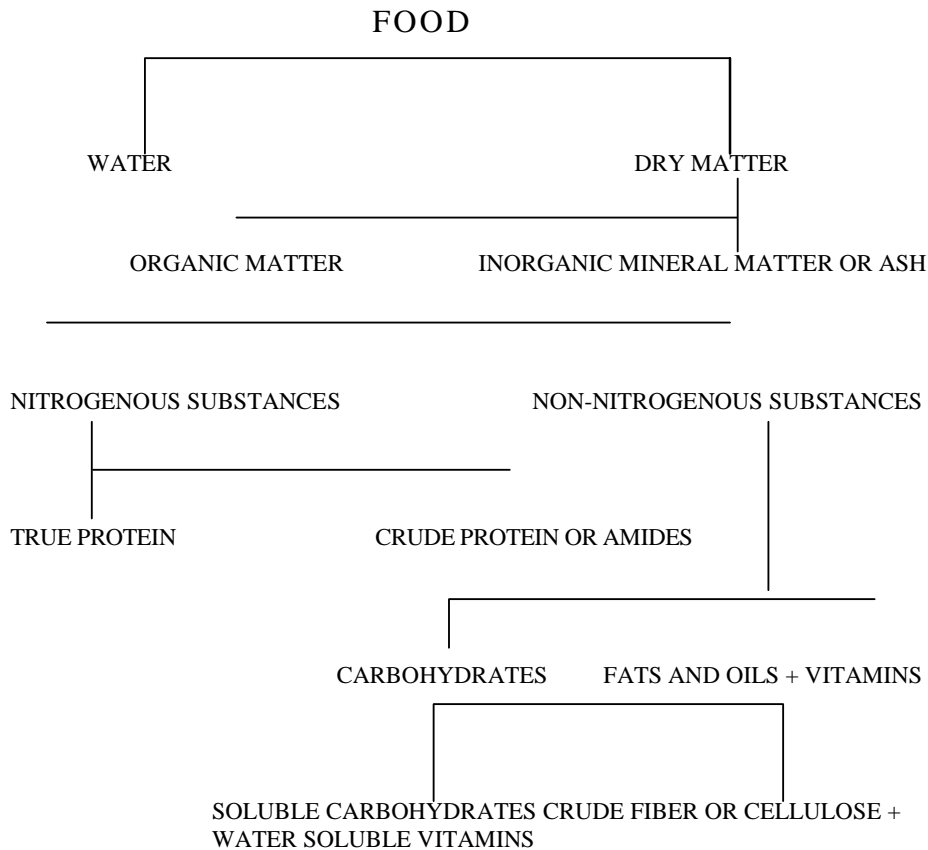 FOOD
WATER
DRY MATTER
ORGANIC MATTER
INORGANIC MINERAL MATTER OR ASH
NITROGENOUS SUBSTANCES
NON-NITROGENOUS SUBSTANCES
TRUE PROTEIN
CRUDE PROTEIN OR AMIDES
CARBOHYDRATES
FATS AND OILS + VITAMINS
SOLUBLE CARBOHYDRATES CRUDE FIBER OR CELLULOSE +
WATER SOLUBLE VITAMINS